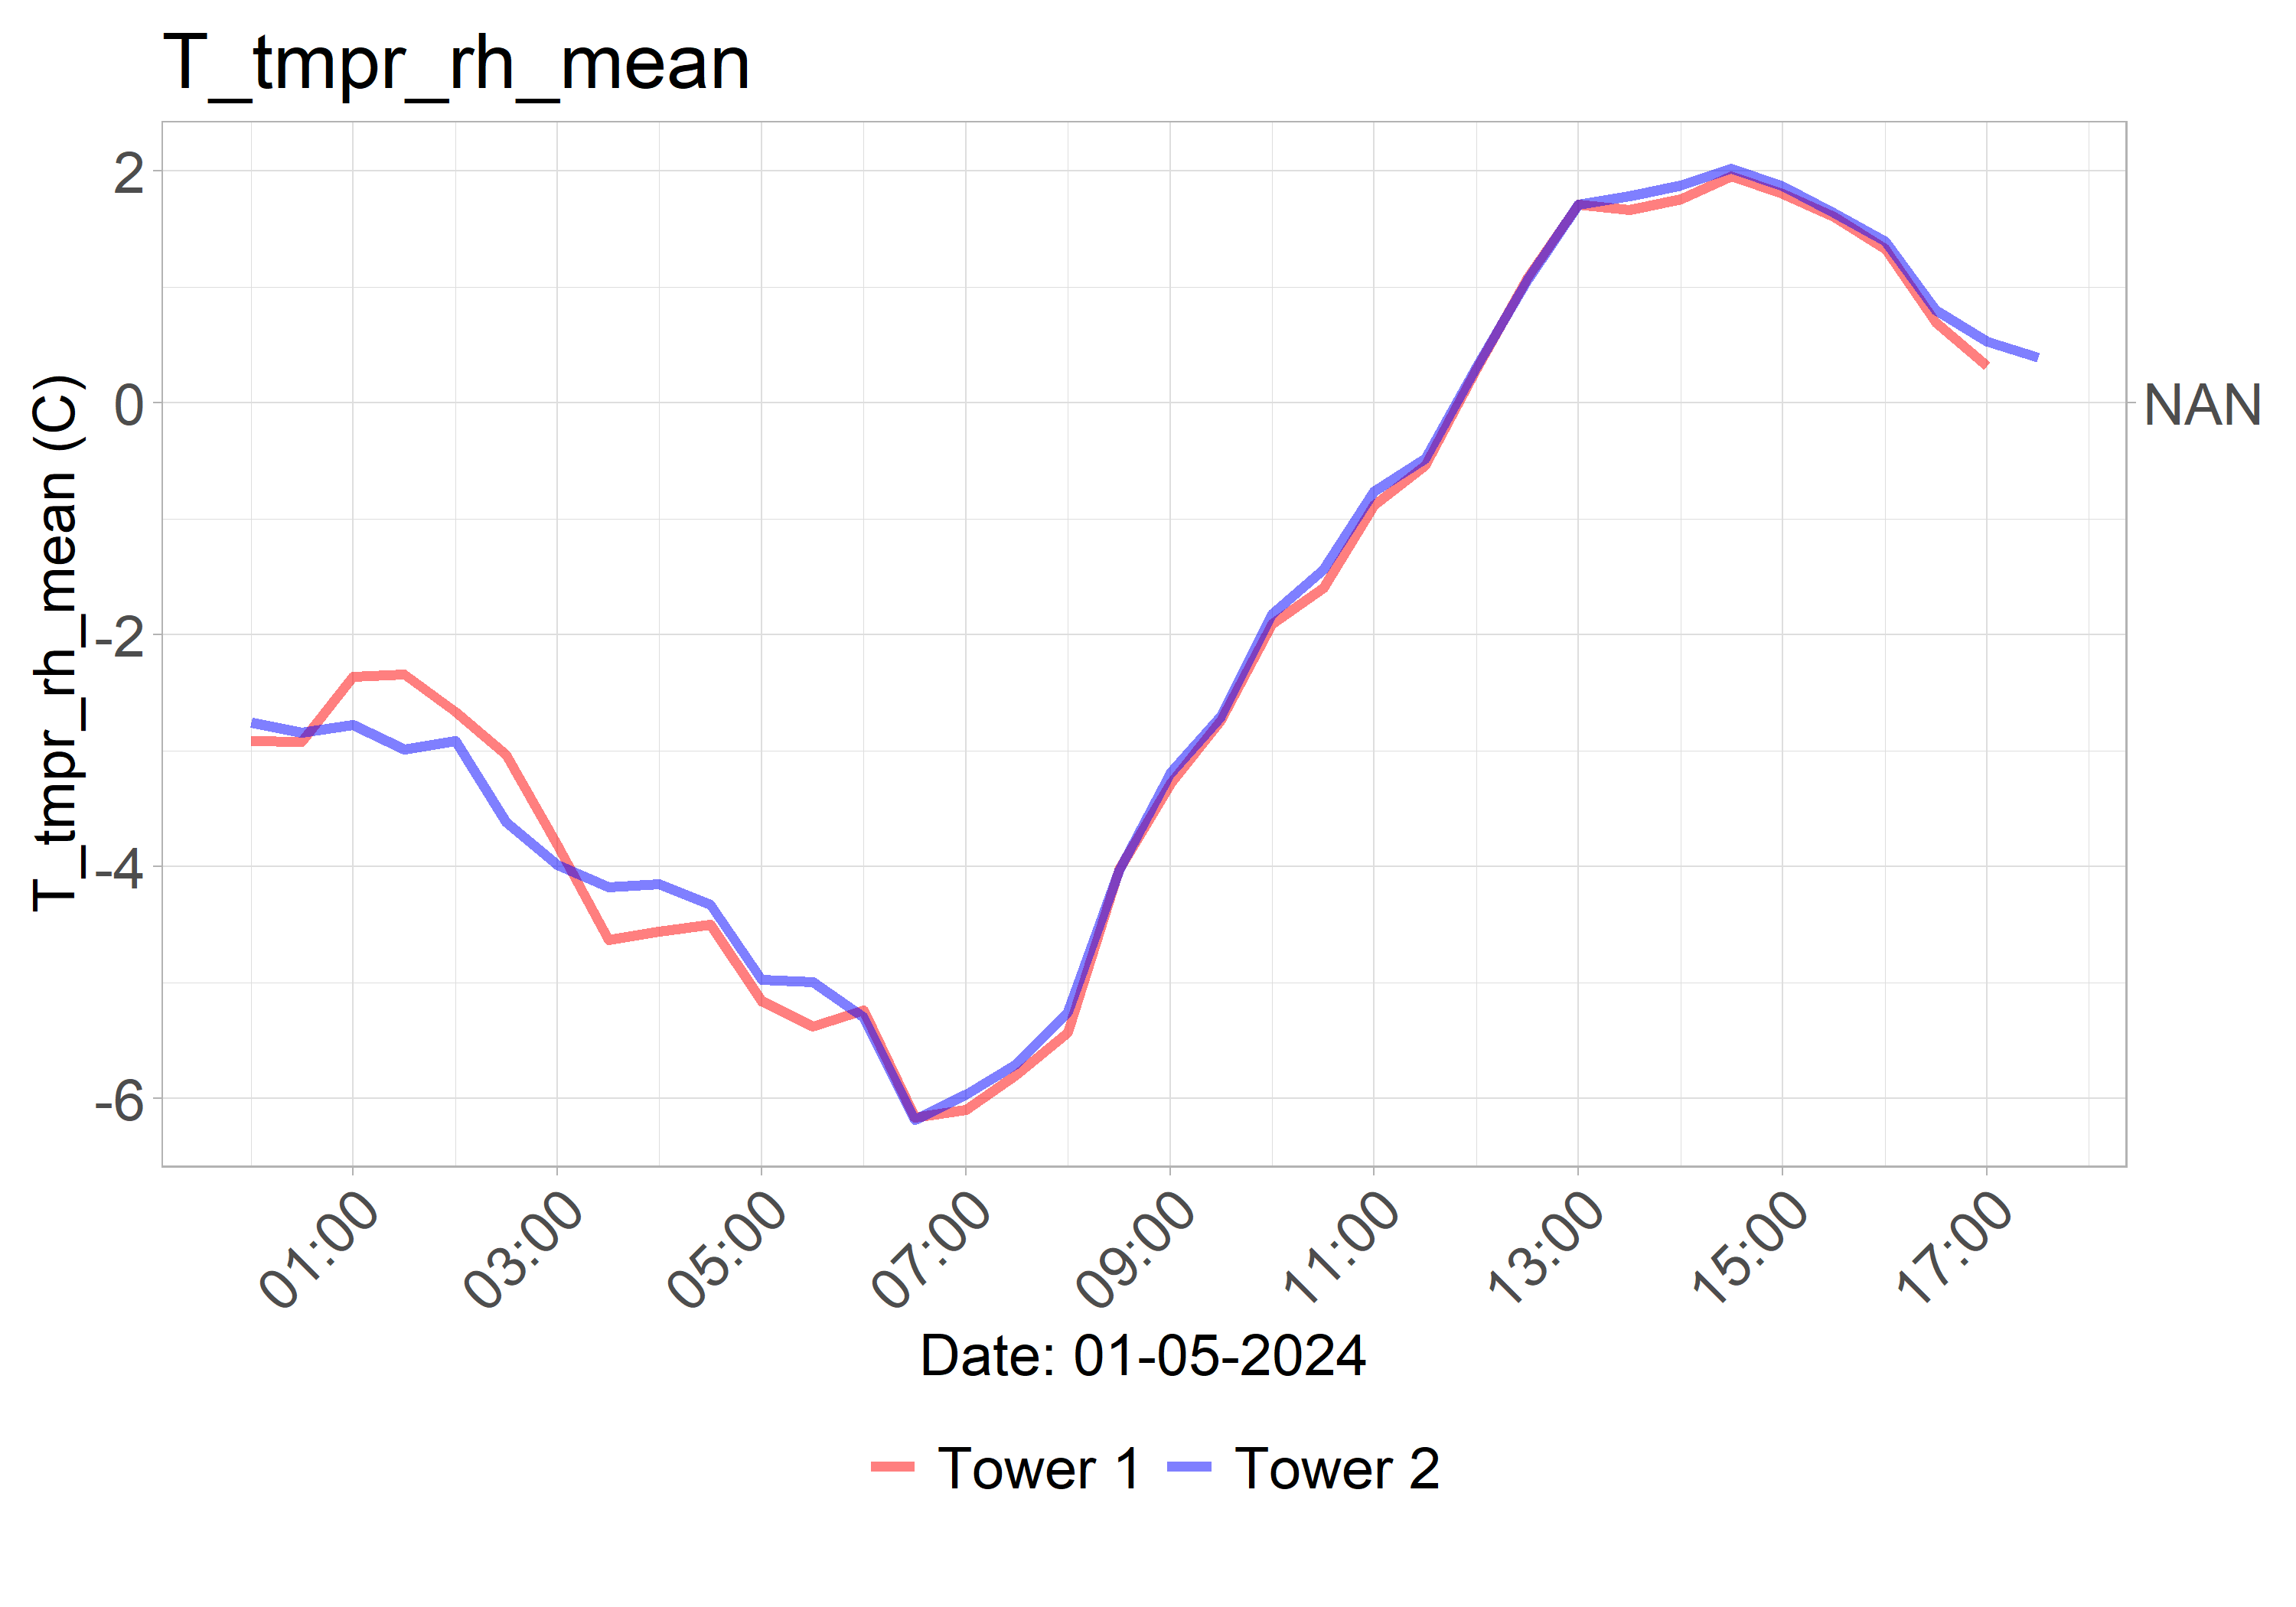 T_tmpr_rh_mean
T_tmpr_rh_mean (C)
2
0
-2
-4
-6
NAN
01:00
03:00
05:00
07:00
09:00
11:00
13:00
15:00
17:00
Date: 01-05-2024
Tower 1
Tower 2